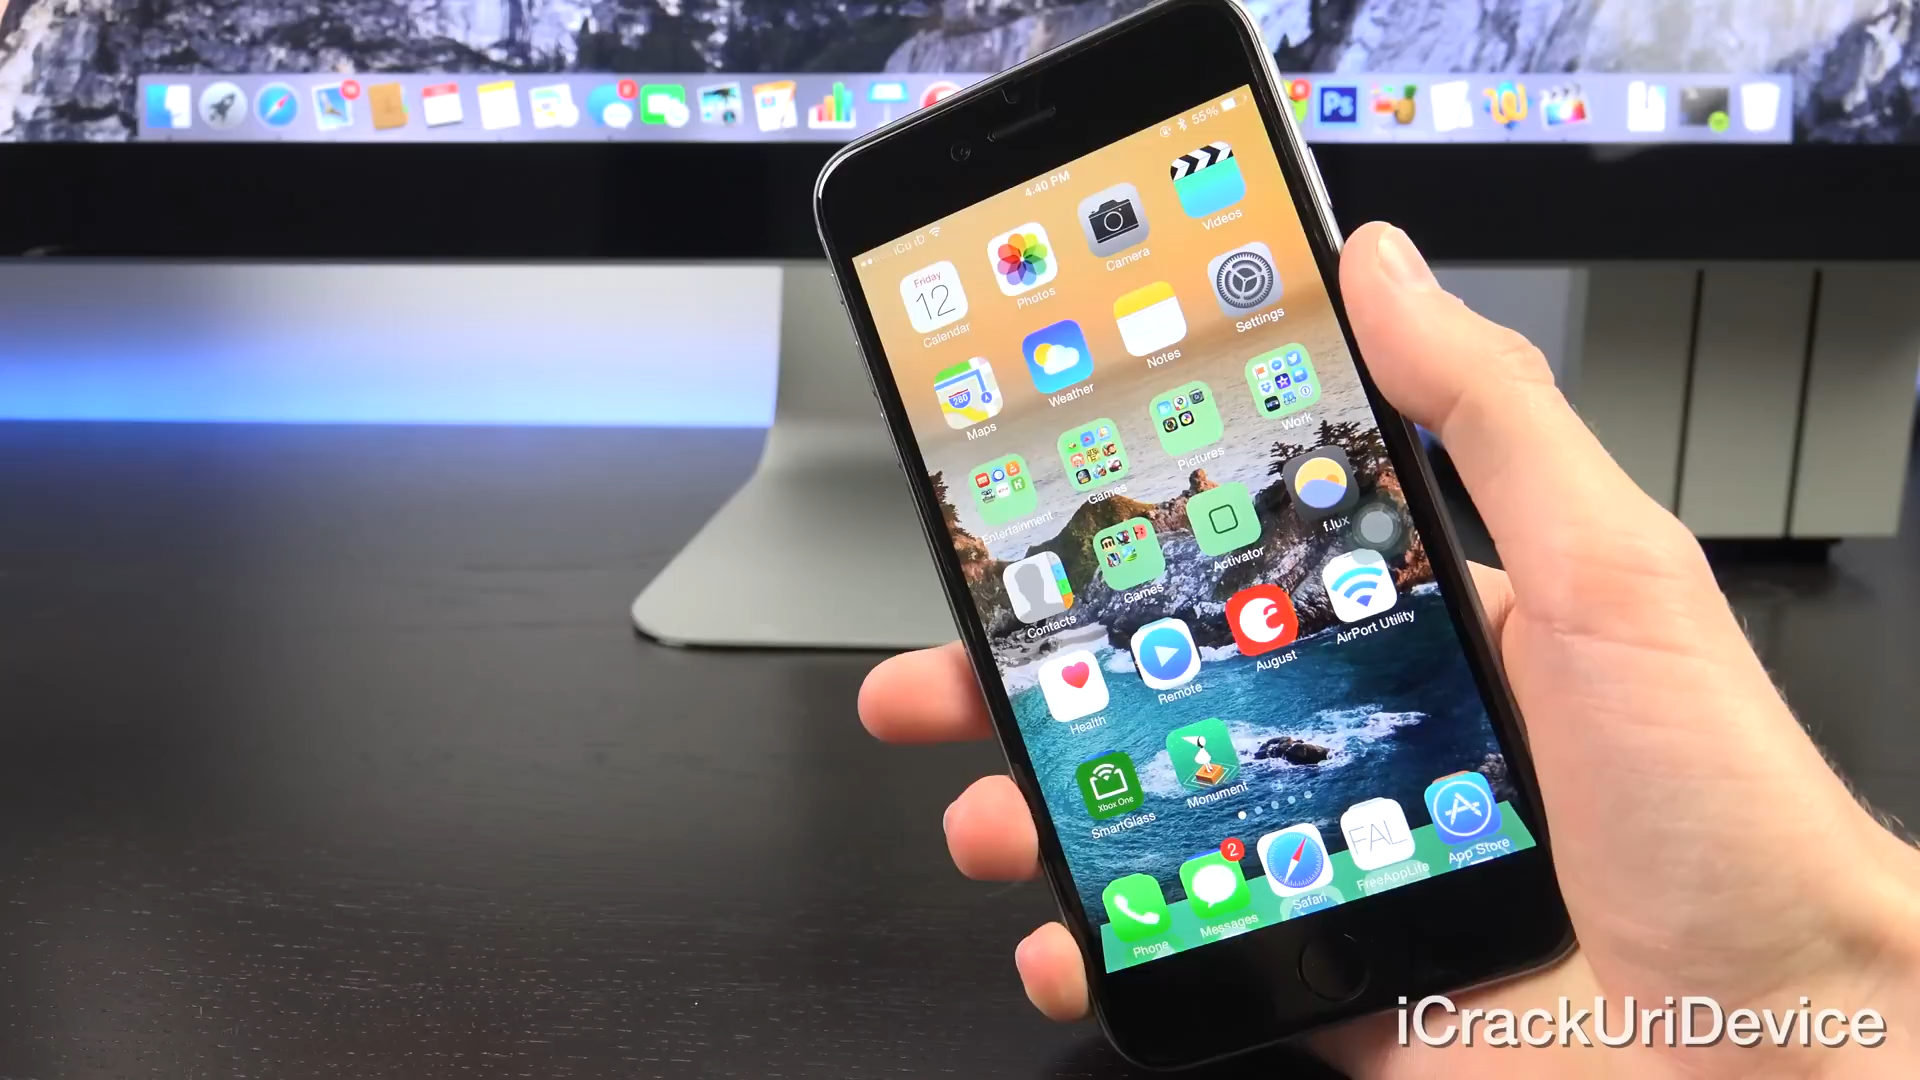 Ps
55%
4:40 PM
Videos
Camera
Friday
12
Calendar
Photos
Settings
Notes
Weather
280
Maps
Work
Pictures
Games
Entertainment
f.lux
Activator
Games
Contacts
AirPort Utility
August
Remote
Health
Monument
Xbox One
SmartGlass
2
FAL
App Store
FreeAppLife
Safari
Messages
Phone
iCrackUriDevice